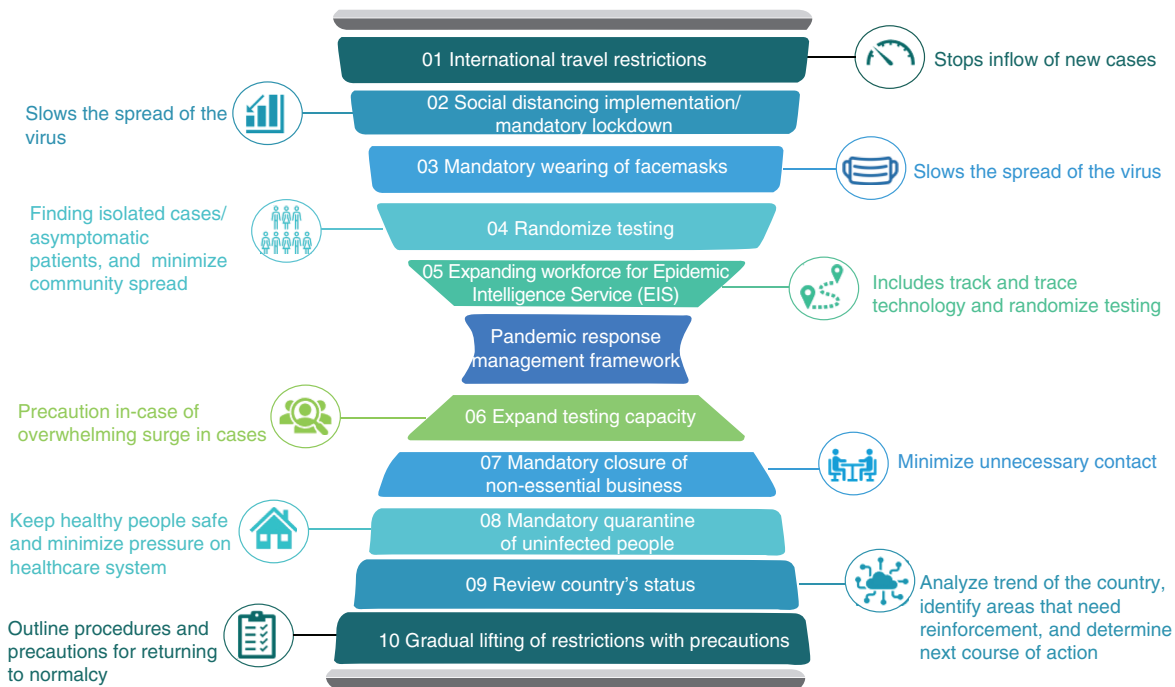 01 International travel restrictions
Stops inflow of new cases
Slows the spread of the
virus
02 Social distancing implementation/
mandatory lockdown
03 Mandatory wearing of facemasks
Slows the spread of the virus
Finding isolated cases/
asymptomatic
patients, and minimize
community spread
04 Randomize testing
05 Expanding workforce for Epidemic
Intelligence Service (EIS)
Includes track and trace
technology and randomize testing
Pandemic response
management framework
Precaution in-case of
overwhelming surge in cases
06 Expand testing capacity
07 Mandatory closure of
non-essential business
Minimize unnecessary contact
Keep healthy people safe
and minimize pressure on
healthcare system
08 Mandatory quarantine
of uninfected people
09 Review country’s status
Analyze trend of the country,
identify areas that need
reinforcement, and determine
next course of action
Outline procedures and
precautions for returning
to normalcy
10 Gradual lifting of restrictions with precautions